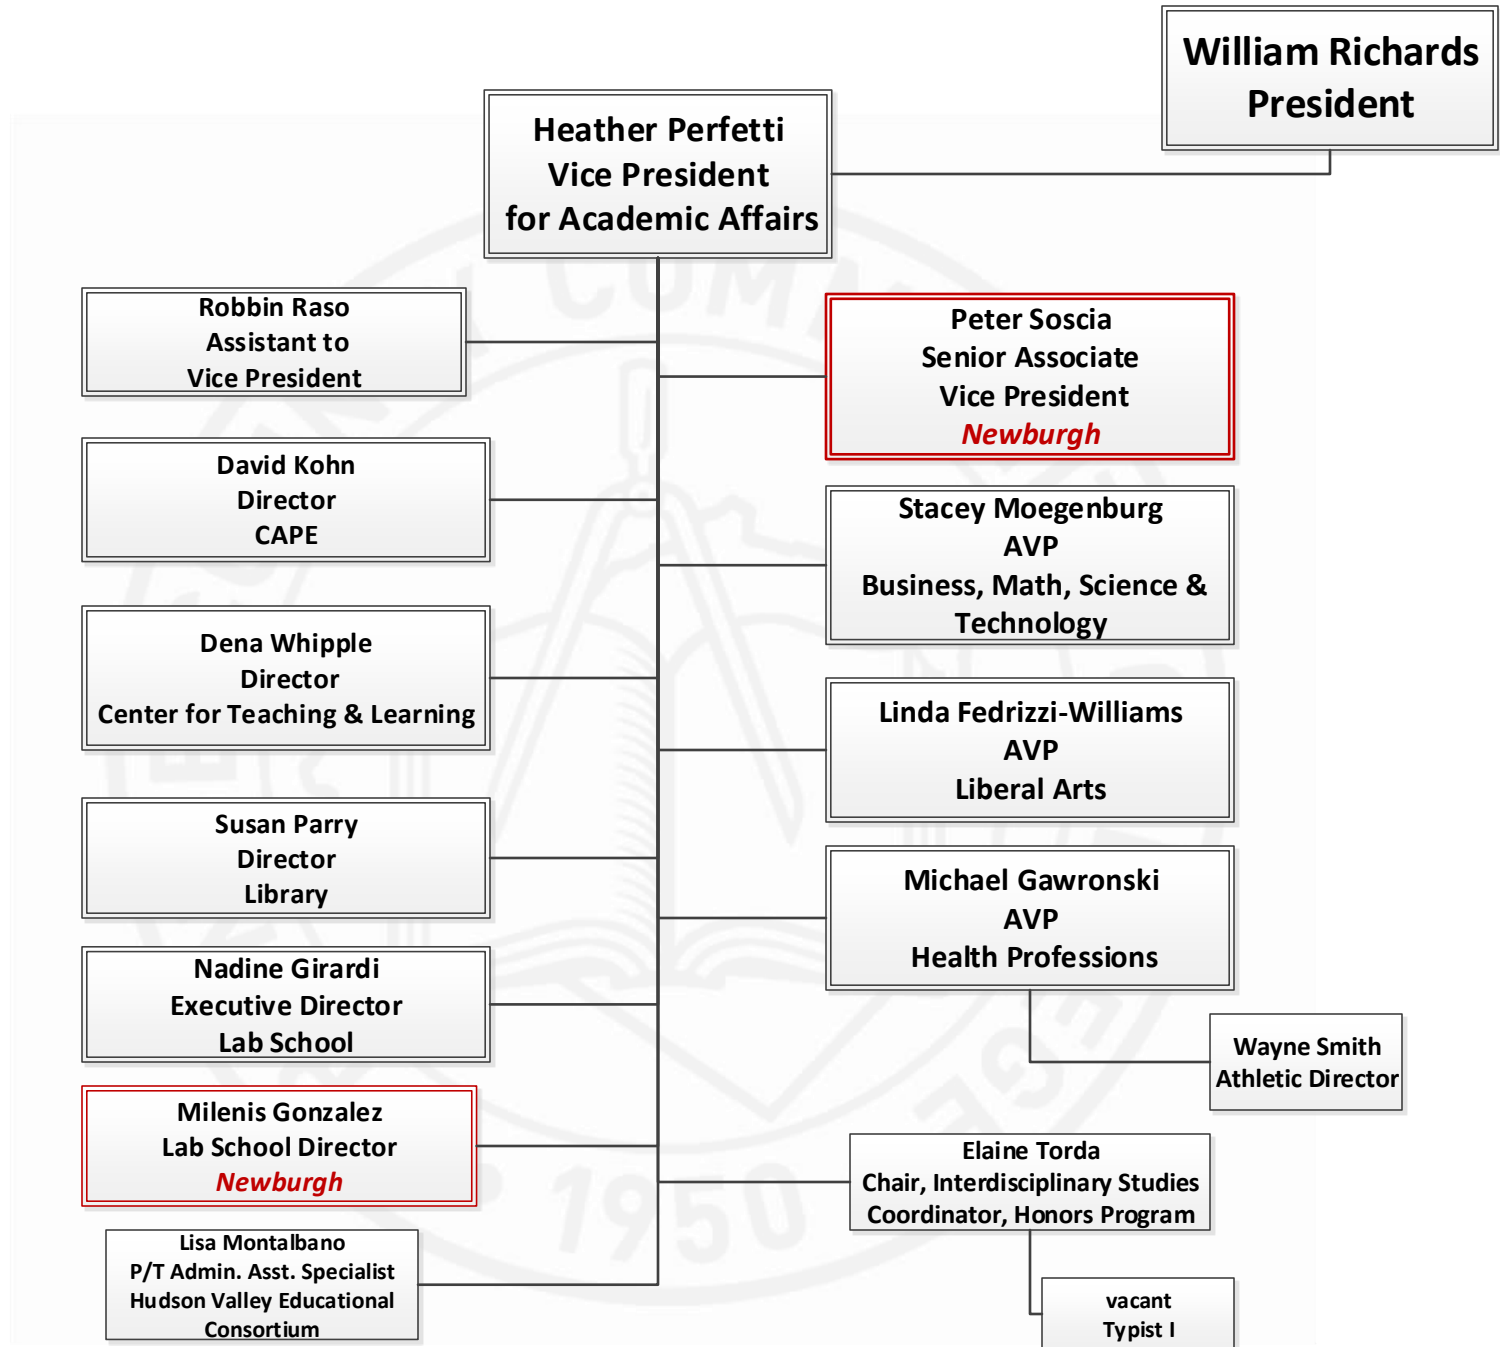 William Richards
President
Heather Perfetti
Vice President
for Academic Affairs
Robbin Raso
Assistant to
Vice President
Peter Soscia
Senior Associate
Vice President
Newburgh
David Kohn
Director
CAPE
Stacey Moegenburg
AVP
Business, Math, Science &
Technology
Dena Whipple
Director
Center for Teaching & Learning
Linda Fedrizzi-Williams
AVP
Liberal Arts
Susan Parry
Director
Library
Michael Gawronski
AVP
Health Professions
Nadine Girardi
Executive Director
Lab School
Wayne Smith
Athletic Director
Milenis Gonzalez
Lab School Director
Newburgh
Elaine Torda
Chair, Interdisciplinary Studies
Coordinator, Honors Program
Lisa Montalbano
P/T Admin. Asst. Specialist
Hudson Valley Educational
Consortium
vacant
Typist I
1950